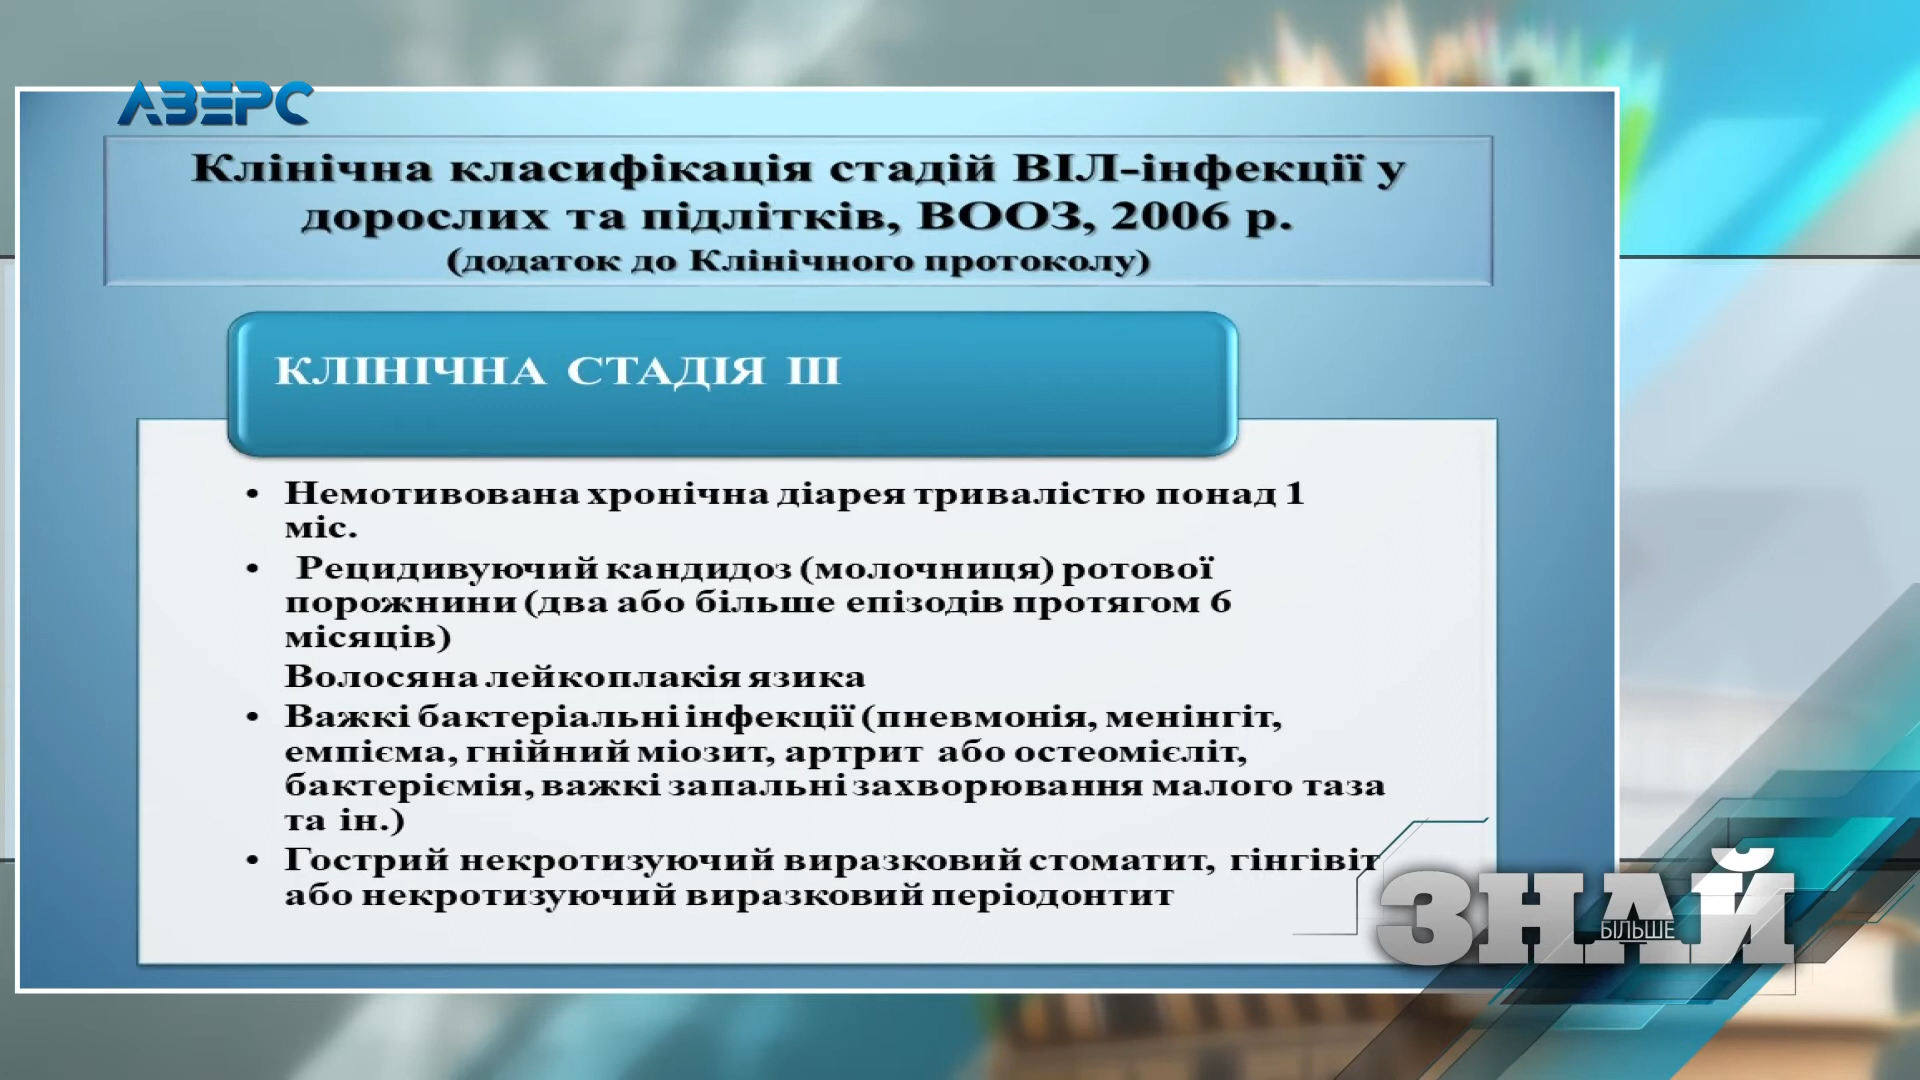 АВЕРС
Клінічна класифікація стадій ВІЛ-інфекції у
дорослих та підлітків, ВООЗ, 2006 р.
(додаток до Клінічного протоколу)
КЛІНІЧНА СТАДІЯ ІІІ
• Немотивована хронічна діарея тривалістю понад 1
міс.
• Рецидивуючий кандидоз (молочниця) ротової
порожнини (два або більше епізодів протягом 6
місяців)
Волосяна лейкоплакія язика
• Важкі бактеріальні інфекції (пневмонія, менінгіт,
емпієма, гнійний міозит, артрит або остеомієліт,
бактеріємія, важкі запальні захворювання малого таза
та ін.)
• Гострий некротизуючий виразковий стоматит, гінгівіт
або некротизуючий виразковий періодонтит
ЗНАЙ
БІЛЬШЕ